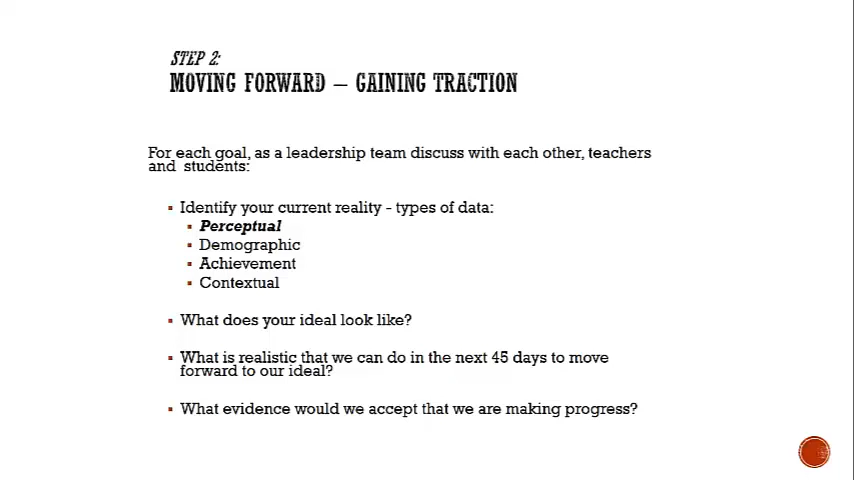 STEP 2:
MOVING FORWARD – GAINING TRACTION
For each goal, as a leadership team discuss with each other, teachers
and students:
▪ Identify your current reality - types of data:
▪ Perceptual
▪ Demographic
▪ Achievement
▪ Contextual
▪ What does your ideal look like?
▪ What is realistic that we can do in the next 45 days to move
forward to our ideal?
▪ What evidence would we accept that we are making progress?